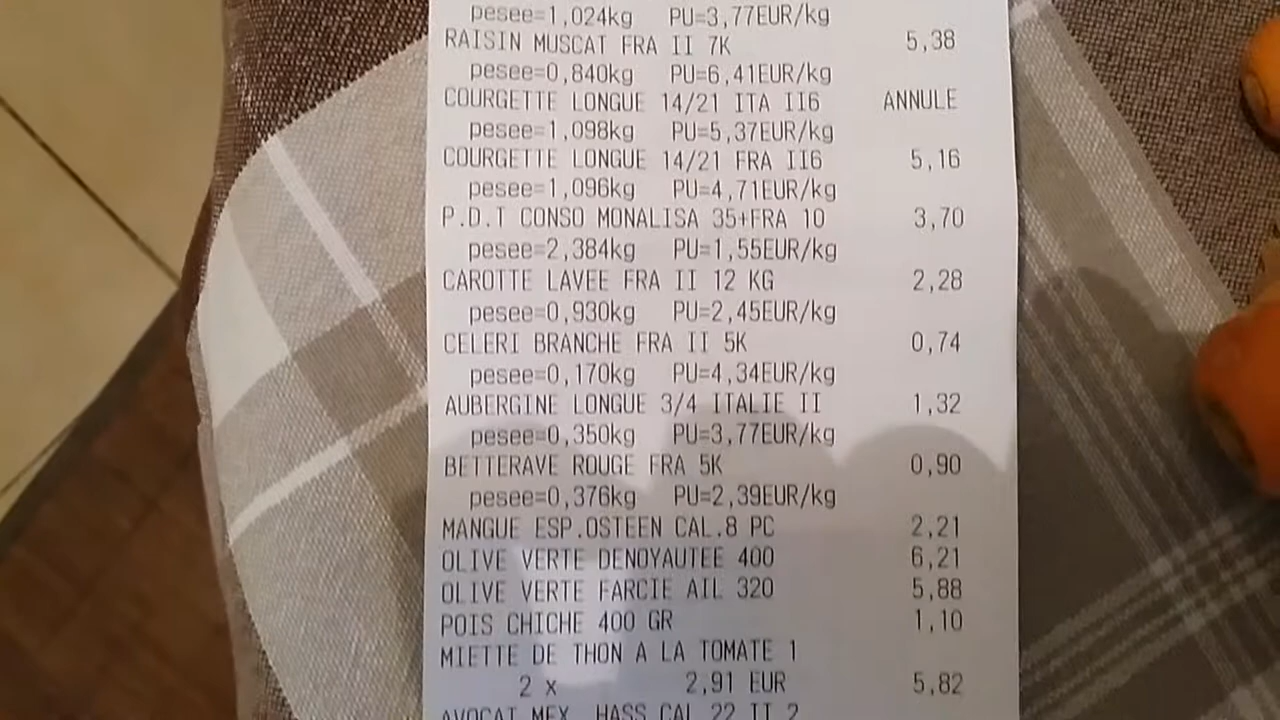 pesee=1,024kg PU=3,77EUR/kg
RAISIN MUSCAT FRA II 7K 5,38
pesee=0,840kg PU=6,41EUR/kg
COURGETTE LONGUE 14/21 ITA II6 ANNULE
pesee=1,098kg PU=5,37EUR/kg
COURGETTE LONGUE 14/21 FRA II6 5,16
pesee=1,096kg PU=4,71EUR/kg
P.D.T CONSO MONALISA 35+FRA 10 3,70
pesee=2,384kg PU=1,55EUR/kg
CAROTTE LAVEE FRA II 12 KG 2,28
pesee=0,930kg PU=2,45EUR/kg
CELERI BRANCHE FRA II 5K 0,74
pesee=0,170kg PU=4,34EUR/kg
AUBERGINE LONGUE 3/4 ITALIE II 1,32
pesee=0,350kg PU=3,77EUR/kg
BETTERAVE ROUGE FRA 5K 0,90
pesee=0,376kg PU=2,39EUR/kg
MANGUE ESP.OSTEEN CAL.8 PC 2,21
OLIVE VERTE DENOYAUTEE 400 6,21
OLIVE VERTE FARCIE AIL 320 5,88
POIS CHICHE 400 GR 1,10
MIETTE DE THON A LA TOMATE 1
2 x 2,91 EUR 5,82
AVOCAT MEX HASS CAL 22 II 2